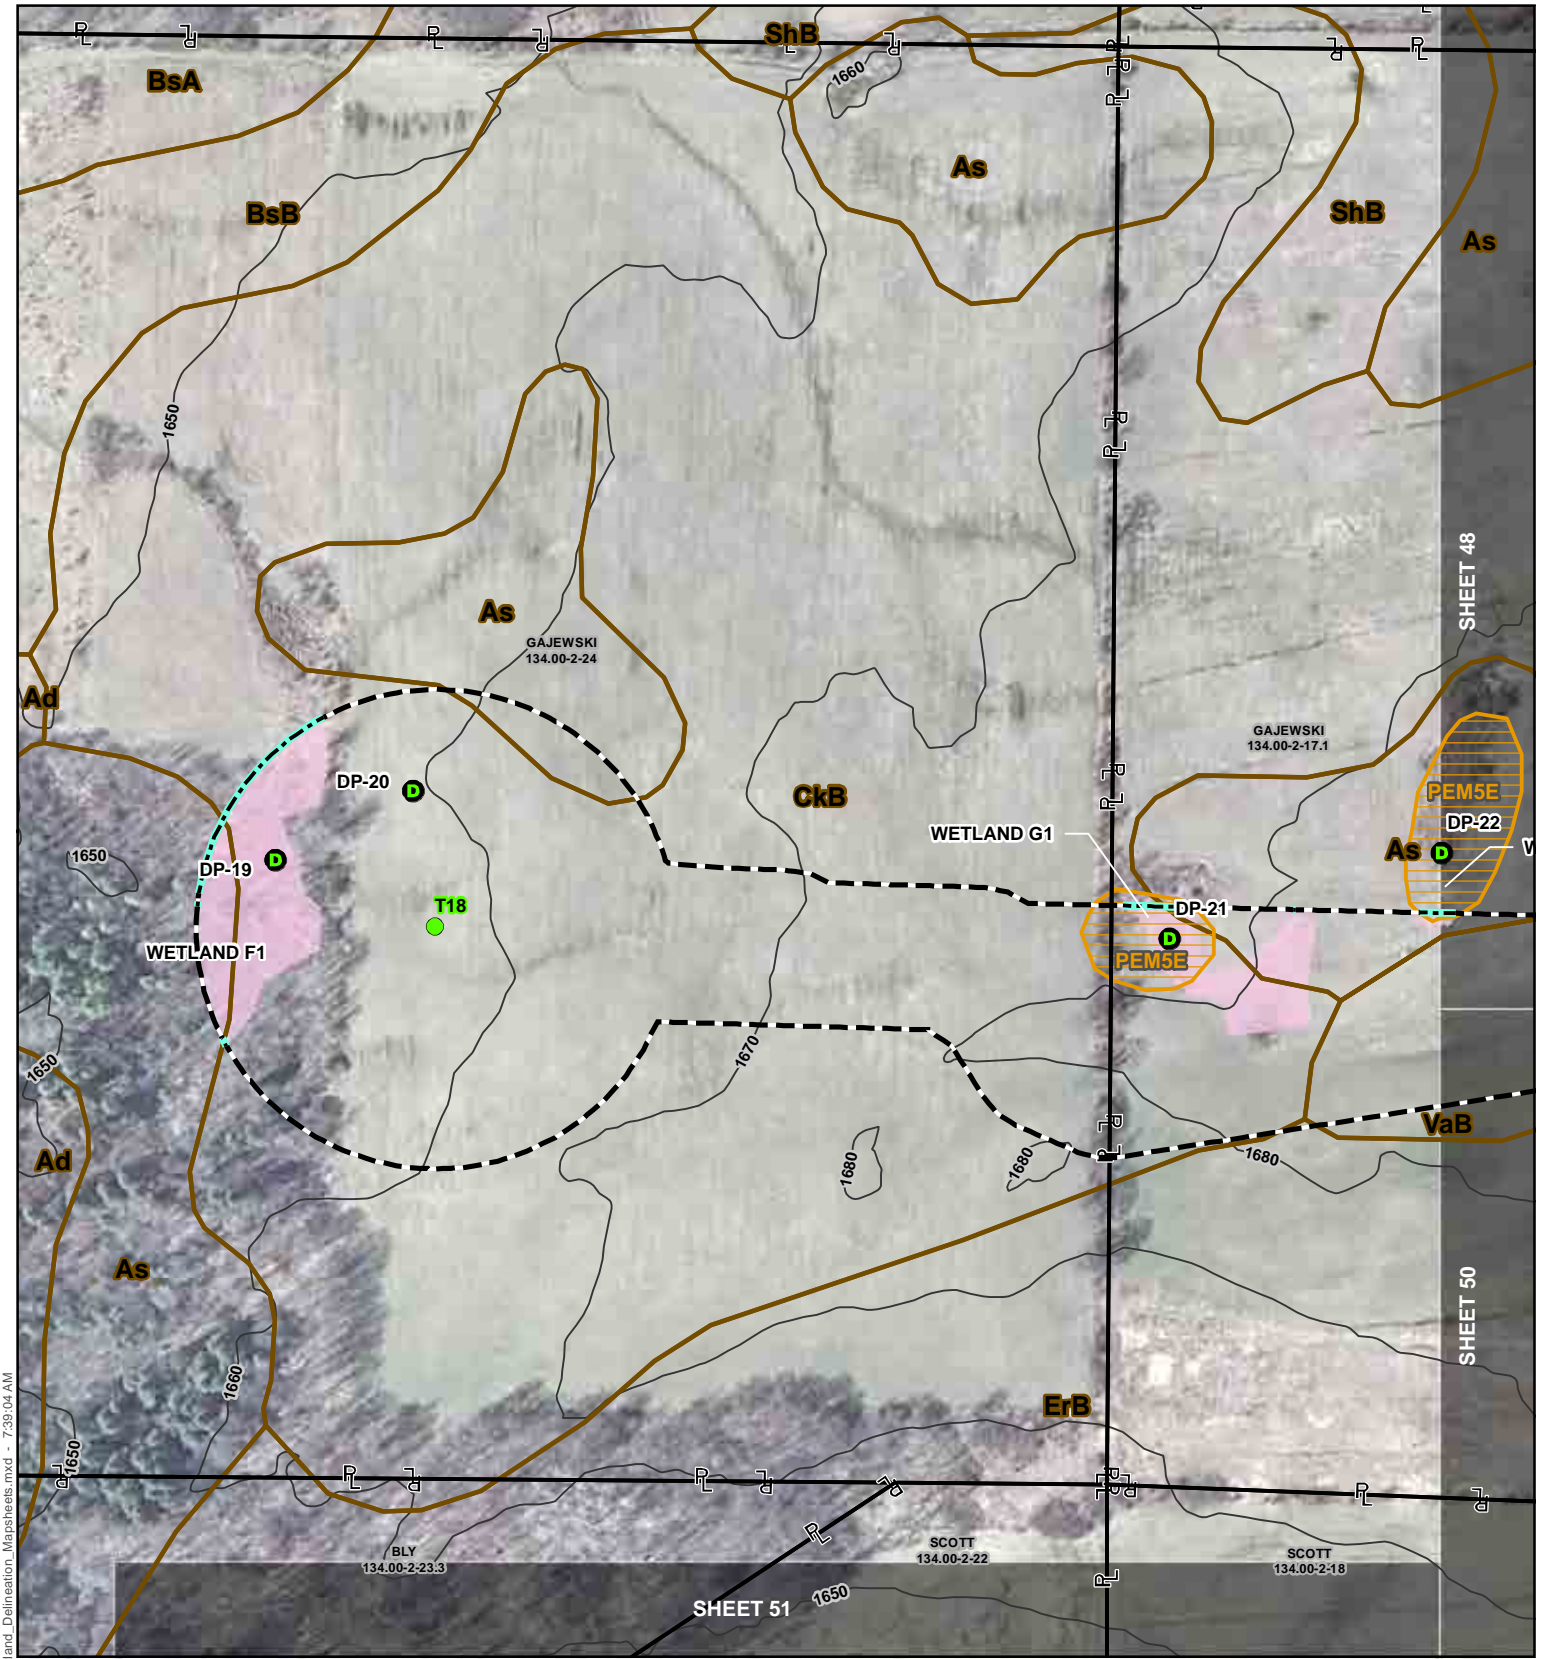 ShB
BsA
1660
As
BsB
ShB
As
1650
SHEET 48
As
GAJEWSKI
134.00-2-24
Ad
GAJEWSKI
134.00-2-17.1
DP-20
D
CkB
PEM5E
WETLAND G1
DP-22
1650
As
D
W
DP-19
D
T18
DP-21
D
WETLAND F1
PEM5E
1650
1670
VaB
Ad
1680
1680
1680
As
SHEET 50
1660
ErB
1650
BLY
134.00-2-23.3
SCOTT
134.00-2-22
SCOTT
134.00-2-18
1650
SHEET 51
land_Delineation_Mapsheets.mxd - 7:39:04 AM